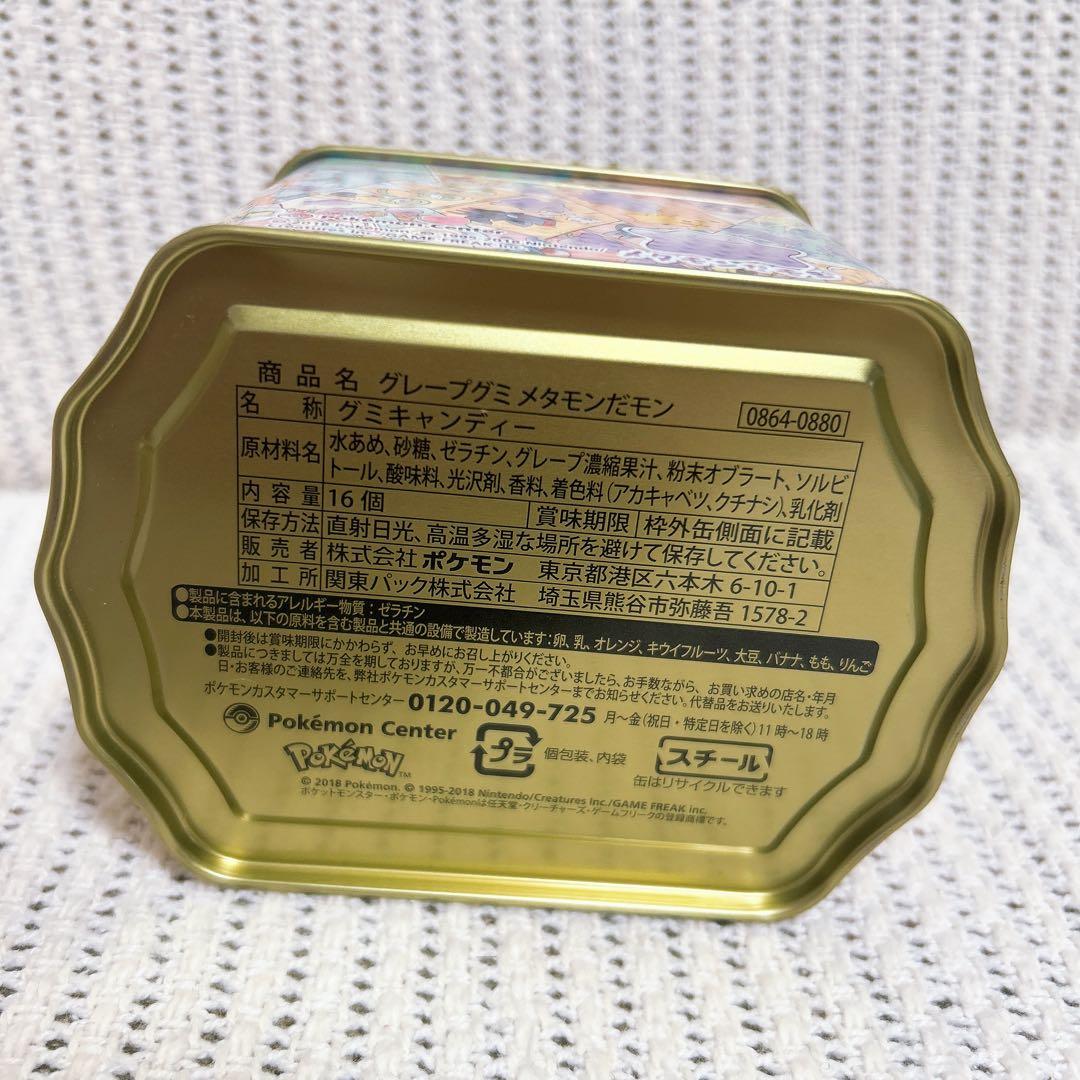 Pokémon Center
商品名 グレープグミ メタモンだモン
0864-0880
名称 グミキャンディー
原材料名 水あめ、砂糖、ゼラチン、グレープ濃縮果汁、粉末オブラート、ソルビ
トール、酸味料、光沢剤、香料、着色料(アカキャベツ、クチナシ)、乳化剤
内容量 16個 賞味期限 枠外缶側面に記載
保存方法 直射日光、高温多湿な場所を避けて保存してください。
販売者 株式会社ポケモン 東京都港区六本木 6-10-1
加工所 関東パック株式会社 埼玉県熊谷市弥藤吾 1578-2
●製品に含まれるアレルギー物質:ゼラチン
●本製品は、以下の原料を含む製品と共通の設備で製造しています:卵、乳、オレンジ、キウイフルーツ、大豆、バナナ、もも、りんご
●開封後は賞味期限にかかわらず、お早めにお召し上がりください。
●製品につきましては万全を期しておりますが、万一不都合がございましたら、お手数ながら、お買い求めの店名・年月
日・お客様のご連絡先を、弊社ポケモンカスタマーサポートセンターまでお知らせください。代替品をお送りいたします。
ポケモンカスタマーサポートセンター 0120-049-725 月~金(祝日・特定日を除く)11時~18時
Pokémon Center
プラ 個包装、内袋
スチール
缶はリサイクルできます
POKéMON™
© 2018 Pokémon. © 1995-2018 Nintendo/Creatures Inc./GAME FREAK inc.
ポケットモンスター・ポケモン・Pokémonは任天堂・クリーチャーズ・ゲームフリークの登録商標です。